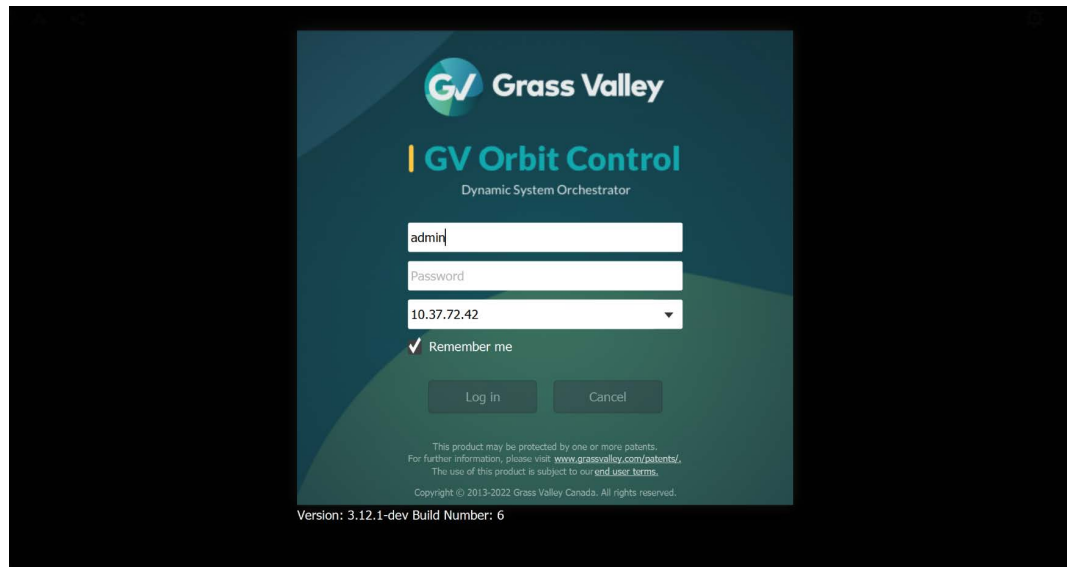 GV Grass Valley
GV Orbit Control
Dynamic System Orchestrator
admin
Password
10.37.72.42
Remember me
Log in Cancel
This product may be protected by one or more patents.
For further information, please visit www.grassvalley.com/patents/.
The use of this product is subject to our end user terms.
Copyright © 2013-2022 Grass Valley Canada. All rights reserved.
Version: 3.12.1-dev Build Number: 6